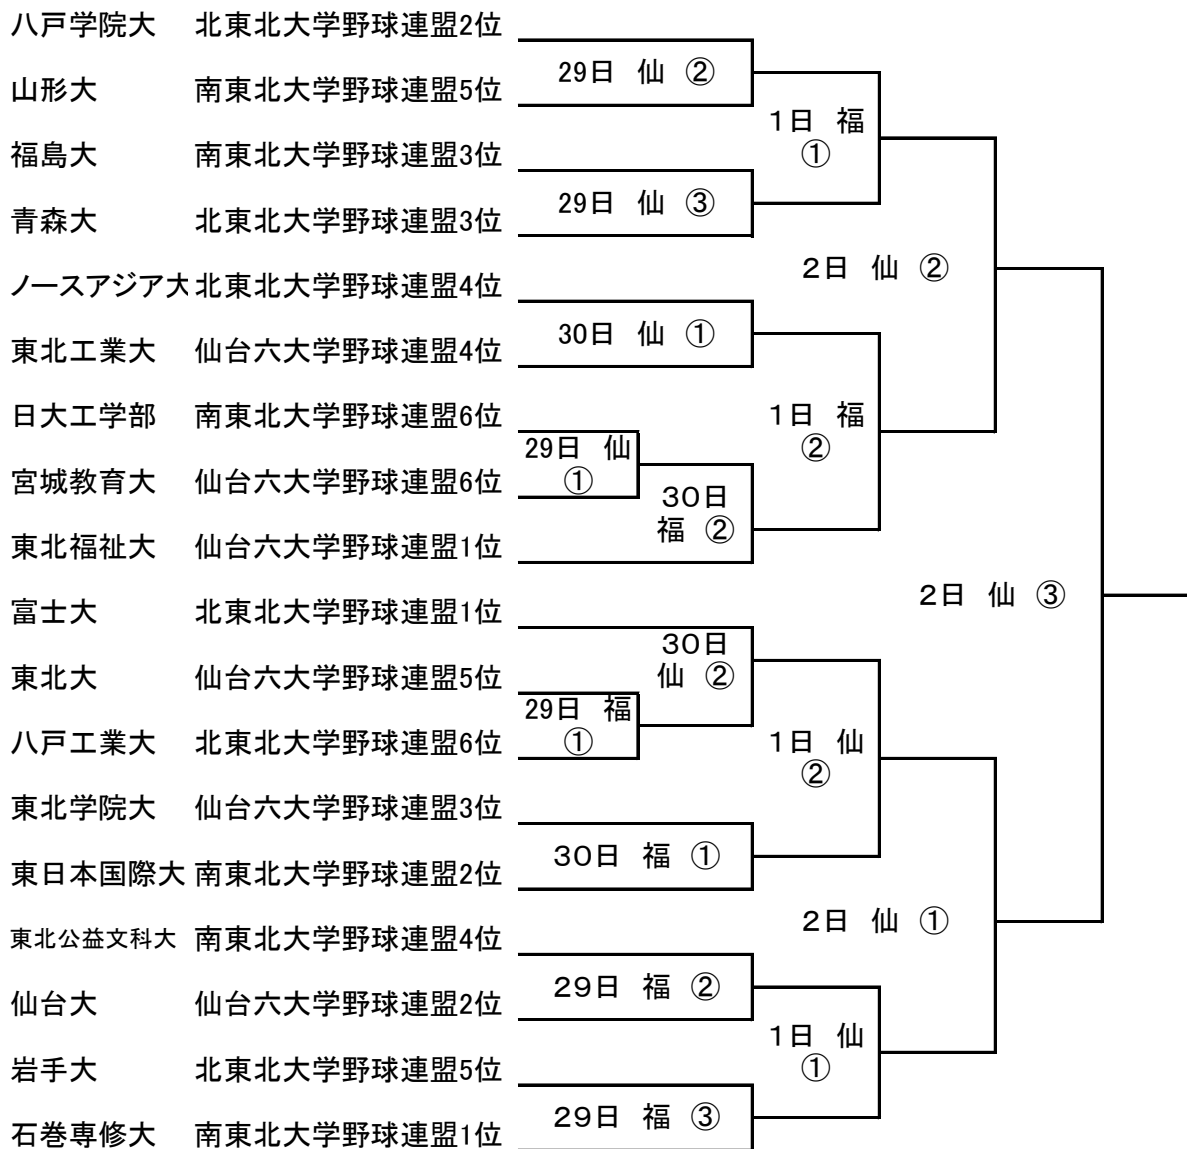 八戸学院大 北東北大学野球連盟2位
29日 仙 ②
山形大 南東北大学野球連盟5位
1日 福
①
福島大 南東北大学野球連盟3位
29日 仙 ③
青森大 北東北大学野球連盟3位
2日 仙 ②
ノースアジア大 北東北大学野球連盟4位
30日 仙 ①
東北工業大 仙台六大学野球連盟4位
日大工学部 南東北大学野球連盟6位
1日 福
②
29日 仙
①
宮城教育大 仙台六大学野球連盟6位
30日
福 ②
東北福祉大 仙台六大学野球連盟1位
2日 仙 ③
富士大 北東北大学野球連盟1位
30日
仙 ②
東北大 仙台六大学野球連盟5位
29日 福
①
八戸工業大 北東北大学野球連盟6位
1日 仙
②
東北学院大 仙台六大学野球連盟3位
30日 福 ①
東日本国際大 南東北大学野球連盟2位
2日 仙 ①
東北公益文科大 南東北大学野球連盟4位
29日 福 ②
仙台大 仙台六大学野球連盟2位
1日 仙
①
岩手大 北東北大学野球連盟5位
29日 福 ③
石巻専修大 南東北大学野球連盟1位